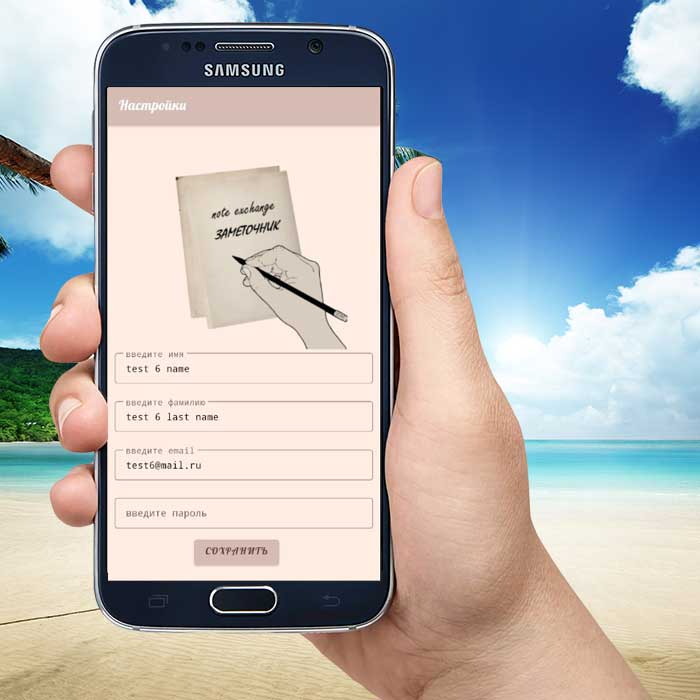 SAMSUNG
Настройки
note exchange
ЗАМЕТОЧНИК
введите имя
test 6 name
введите фамилию
test 6 last name
введите email
test6@mail.ru
введите пароль
СОХРАНИТЬ